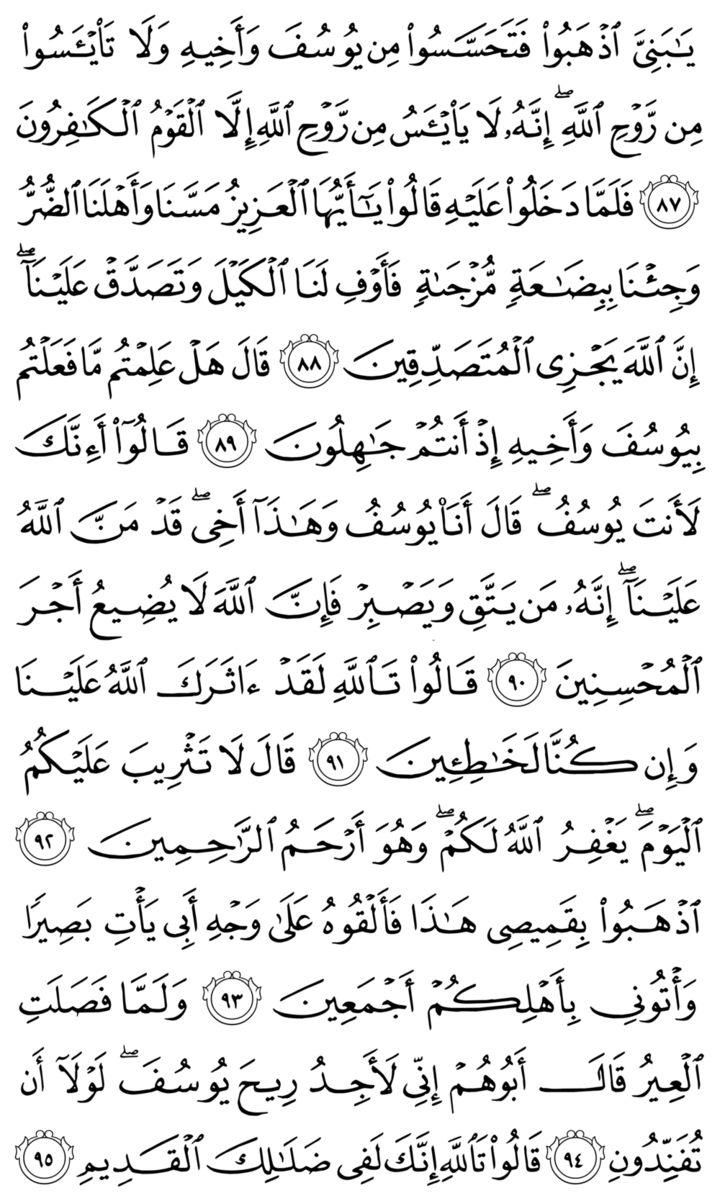 يَـٰبَنِىَّ ٱذْهَبُوا۟ فَتَحَسَّسُوا۟ مِن يُوسُفَ وَأَخِيهِ وَلَا تَا۟يْـَٔسُوا۟
مِن رَّوْحِ ٱللَّهِ ۖ إِنَّهُۥ لَا يَا۟يْـَٔسُ مِن رَّوْحِ ٱللَّهِ إِلَّا ٱلْقَوْمُ ٱلْكَـٰفِرُونَ
٨٧ فَلَمَّا دَخَلُوا۟ عَلَيْهِ قَالُوا۟ يَـٰٓأَيُّهَا ٱلْعَزِيزُ مَسَّنَا وَأَهْلَنَا ٱلضُّرُّ
وَجِئْنَا بِبِضَـٰعَةٍ مُّزْجَىٰةٍ فَأَوْفِ لَنَا ٱلْكَيْلَ وَتَصَدَّقْ عَلَيْنَآ ۖ
إِنَّ ٱللَّهَ يَجْزِى ٱلْمُتَصَدِّقِينَ ٨٨ قَالَ هَلْ عَلِمْتُم مَّا فَعَلْتُم
بِيُوسُفَ وَأَخِيهِ إِذْ أَنتُمْ جَـٰهِلُونَ ٨٩ قَالُوٓا۟ أَءِنَّكَ
لَأَنتَ يُوسُفُ ۖ قَالَ أَنَا۠ يُوسُفُ وَهَـٰذَآ أَخِى ۖ قَدْ مَنَّ ٱللَّهُ
عَلَيْنَآ ۖ إِنَّهُۥ مَن يَتَّقِ وَيَصْبِرْ فَإِنَّ ٱللَّهَ لَا يُضِيعُ أَجْرَ
ٱلْمُحْسِنِينَ ٩٠ قَالُوا۟ تَٱللَّهِ لَقَدْ ءَاثَرَكَ ٱللَّهُ عَلَيْنَا
وَإِن كُنَّا لَخَـٰطِـِٔينَ ٩١ قَالَ لَا تَثْرِيبَ عَلَيْكُمُ
ٱلْيَوْمَ ۖ يَغْفِرُ ٱللَّهُ لَكُمْ ۖ وَهُوَ أَرْحَمُ ٱلرَّٰحِمِينَ ٩٢
ٱذْهَبُوا۟ بِقَمِيصِى هَـٰذَا فَأَلْقُوهُ عَلَىٰ وَجْهِ أَبِى يَأْتِ بَصِيرًا
وَأْتُونِى بِأَهْلِكُمْ أَجْمَعِينَ ٩٣ وَلَمَّا فَصَلَتِ
ٱلْعِيرُ قَالَ أَبُوهُمْ إِنِّى لَأَجِدُ رِيحَ يُوسُفَ ۖ لَوْلَآ أَن
تُفَنِّدُونِ ٩٤ قَالُوا۟ تَٱللَّهِ إِنَّكَ لَفِى ضَلَـٰلِكَ ٱلْقَدِيمِ ٩٥